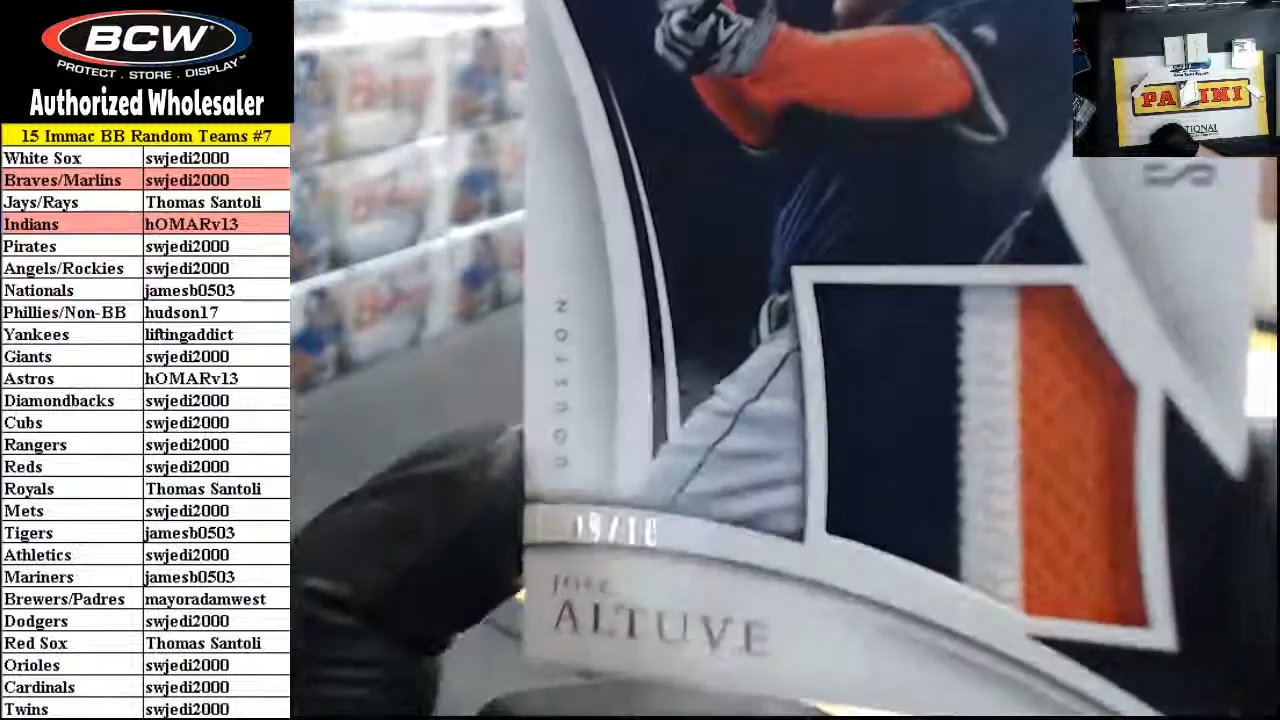 BCW
PROTECT . STORE . DISPLAY™
Authorized Wholesaler
15 Immac BB Random Teams #7
White Sox swjedi2000
Braves/Marlins swjedi2000
Jays/Rays Thomas Santoli
Indians hOMARv13
Pirates swjedi2000
Angels/Rockies swjedi2000
Nationals jamesb0503
Phillies/Non-BB hudson17
Yankees liftingaddict
Giants swjedi2000
Astros hOMARv13
Diamondbacks swjedi2000
Cubs swjedi2000
Rangers swjedi2000
Reds swjedi2000
Royals Thomas Santoli
Mets swjedi2000
Tigers jamesb0503
Athletics swjedi2000
Mariners jamesb0503
Brewers/Padres mayoradamwest
Dodgers swjedi2000
Red Sox Thomas Santoli
Orioles swjedi2000
Cardinals swjedi2000
Twins swjedi2000
HOUSTON
JOSE
ALTUVE
PANINI